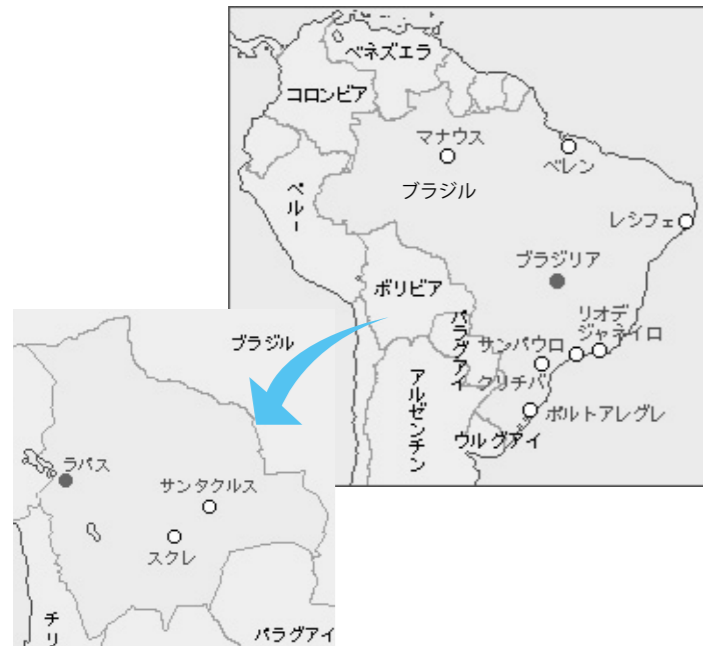 ベネズエラ
コロンビア
マナウス
ベレン
ブラジル
ペルー
レシフェ
ブラジリア
ボリビア
パラグアイ
リオデ
ジャネイロ
サンパウロ
クリチバ
アルゼンチン
ポルトアレグレ
ウルグアイ
ブラジル
ラパス
サンタクルス
スクレ
チリ
パラグアイ